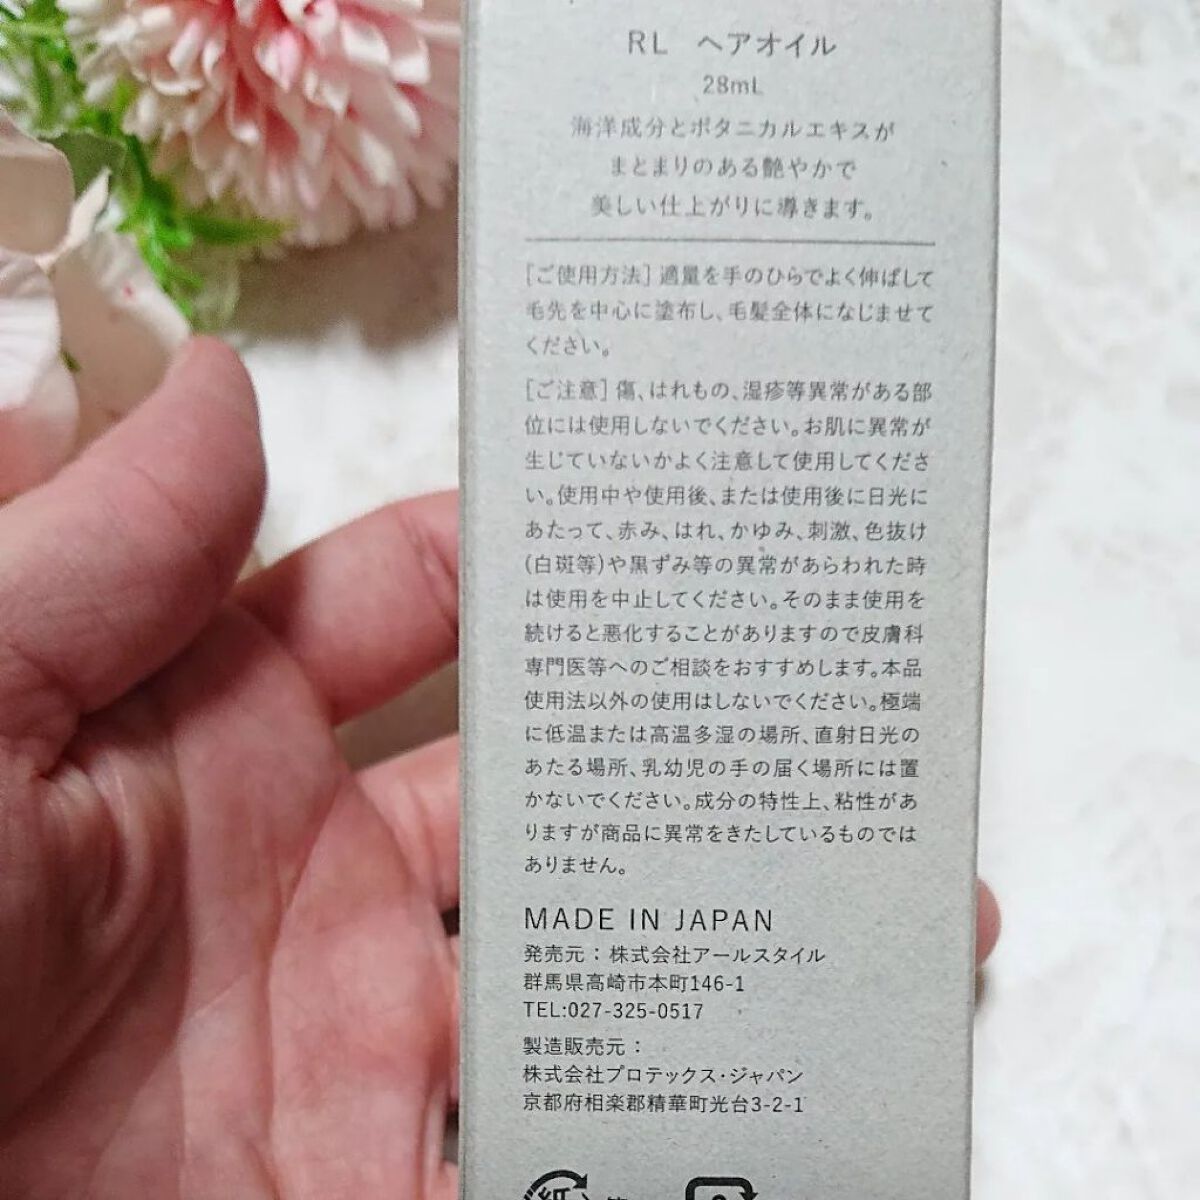 RL ヘアオイル
28mL
海洋成分とボタニカルエキスが
まとまりのある艶やかで
美しい仕上がりに導きます。
[ご使用方法]適量を手のひらでよく伸ばして
毛先を中心に塗布し、毛髪全体になじませて
ください。
[ご注意]傷、はれもの、湿疹等異常がある部
位には使用しないでください。お肌に異常が
生じていないかよく注意して使用してくださ
い。使用中や使用後、または使用後に日光に
あたって、赤み、はれ、かゆみ、刺激、色抜け
(白斑等)や黒ずみ等の異常があらわれた時
は使用を中止してください。そのまま使用を
続けると悪化することがありますので皮膚科
専門医等へのご相談をおすすめします。本品
使用法以外の使用はしないでください。極端
に低温または高温多湿の場所、直射日光の
あたる場所、乳幼児の手の届く場所には置
かないでください。成分の特性上、粘性があ
りますが商品に異常をきたしているものでは
ありません。
MADE IN JAPAN
発売元：株式会社アールスタイル
群馬県高崎市本町146-1
TEL:027-325-0517
製造販売元：
株式会社プロテックス・ジャパン
京都府相楽郡精華町光台3-2-1
紙